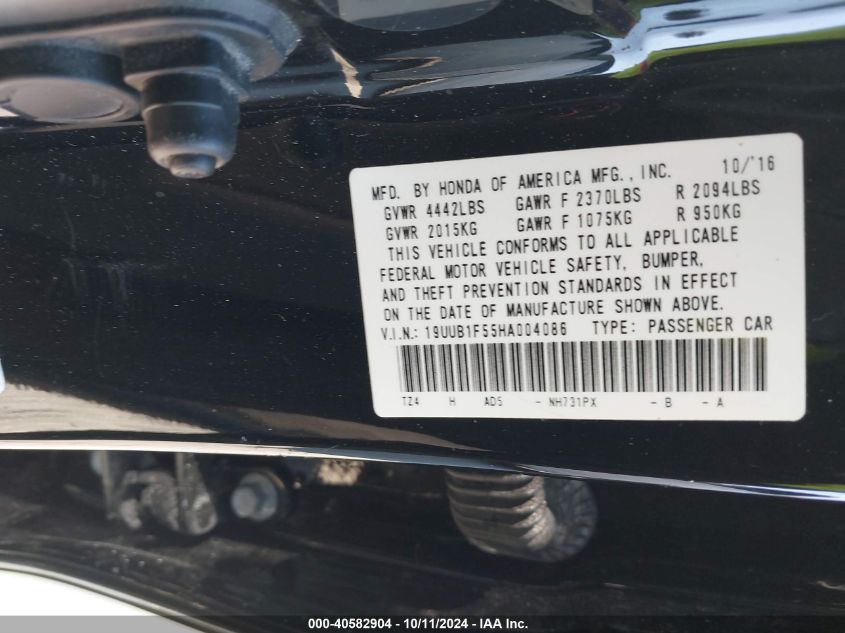 MFD. BY HONDA OF AMERICA MFG., INC. 10/'16
GVWR 4442LBS GAWR F 2370LBS R 2094LBS
GVWR 2015KG GAWR F 1075KG R 950KG
THIS VEHICLE CONFORMS TO ALL APPLICABLE
FEDERAL MOTOR VEHICLE SAFETY, BUMPER,
AND THEFT PREVENTION STANDARDS IN EFFECT
ON THE DATE OF MANUFACTURE SHOWN ABOVE.
V.I.N.: 19UUB1F55HA004086 TYPE: PASSENGER CAR
TZ4 H AD5 - NH731PX - B - A
000-40582904 - 10/11/2024 - IAA Inc.